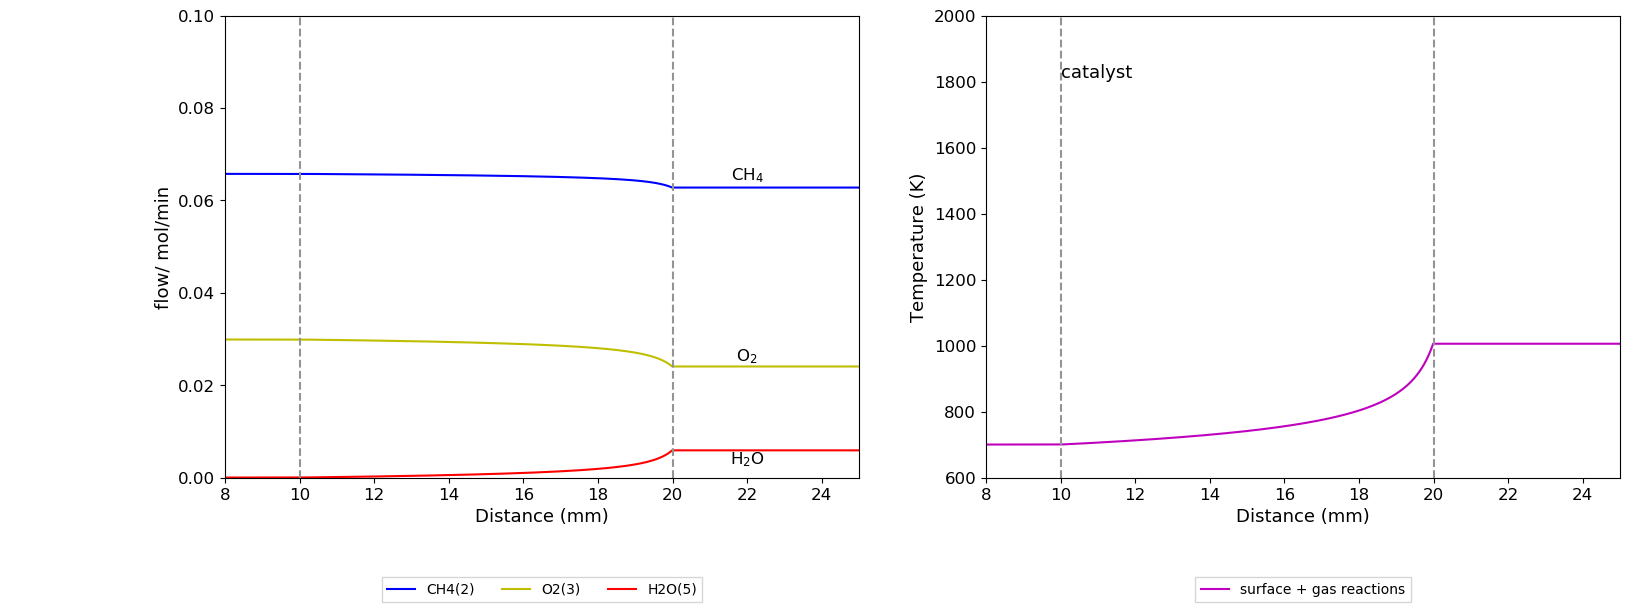 0.10
0.08
0.06
0.04
0.02
0.00
flow/ mol/min
CH4
O2
H2O
8 10 12 14 16 18 20 22 24
Distance (mm)
CH4(2) O2(3) H2O(5)
2000
1800
1600
1400
1200
1000
800
600
Temperature (K)
catalyst
8 10 12 14 16 18 20 22 24
Distance (mm)
surface + gas reactions